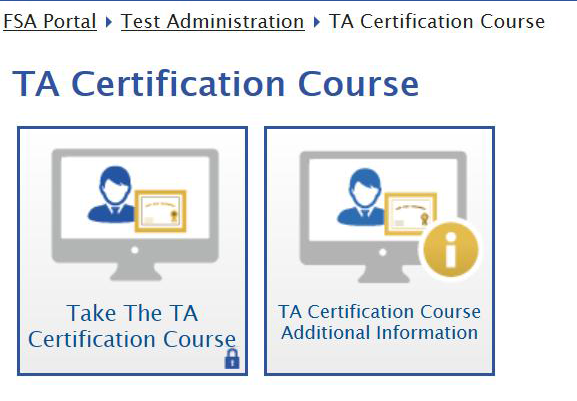 FSA Portal Test Administration TA Certification Course
TA Certification Course
Take The TA
Certification Course
TA Certification Course
Additional Information